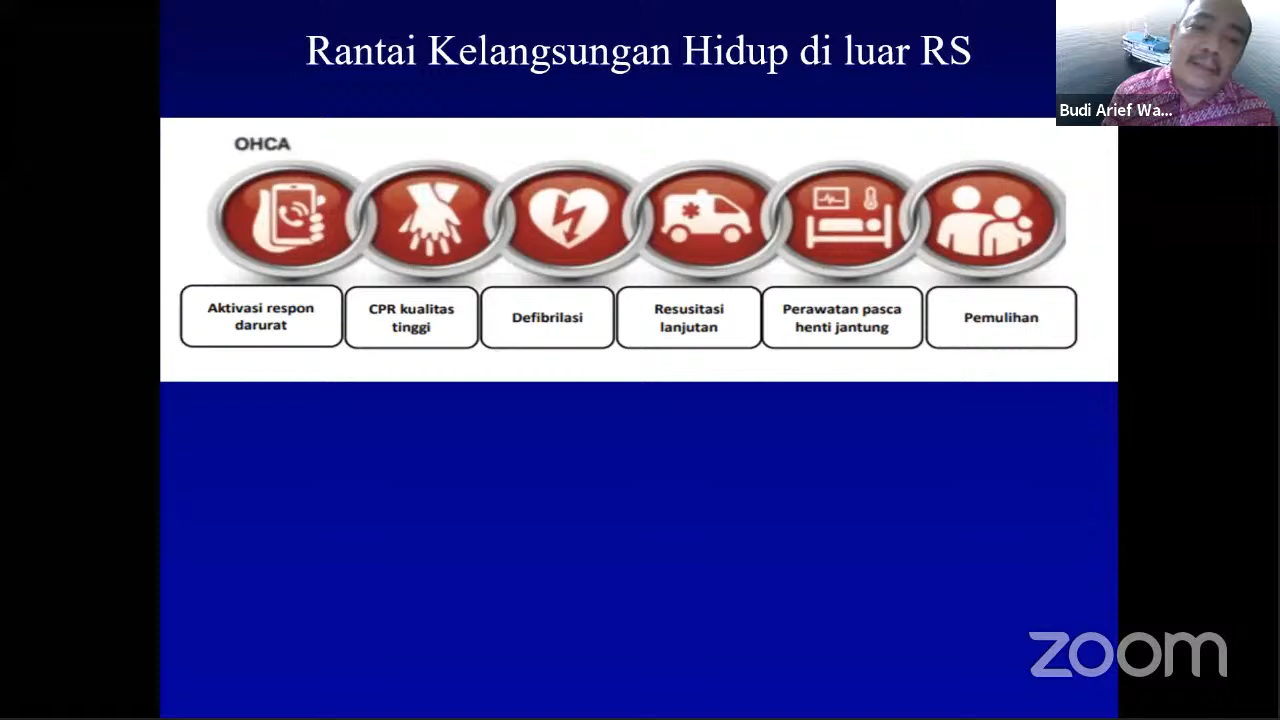 Rantai Kelangsungan Hidup di luar RS
Budi Arief Wa...
OHCA
Aktivasi respon
darurat
CPR kualitas
tinggi
Defibrilasi
Resusitasi
lanjutan
Perawatan pasca
henti jantung
Pemulihan
zoom